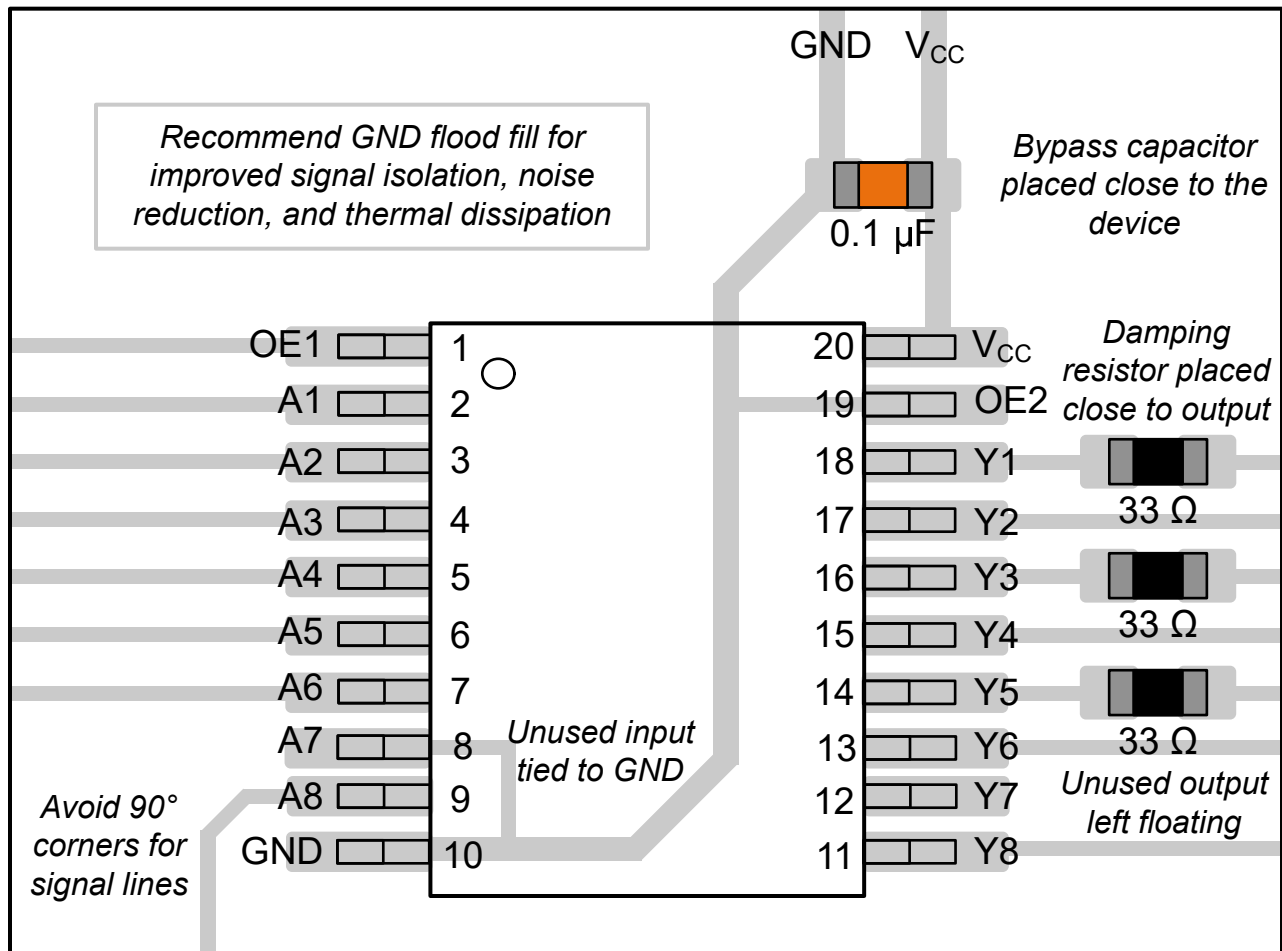 GND V_CC
Recommend GND flood fill for
improved signal isolation, noise
reduction, and thermal dissipation
Bypass capacitor
placed close to the
device
0.1 µF
OE1 1
A1 2
A2 3
A3 4
A4 5
A5 6
A6 7
A7 8
A8 9
GND 10
20 V_CC
19 OE2
18 Y1
17 Y2
16 Y3
15 Y4
14 Y5
13 Y6
12 Y7
11 Y8
Damping
resistor placed
close to output
33 Ω
33 Ω
33 Ω
Unused input
tied to GND
Unused output
left floating
Avoid 90°
corners for
signal lines